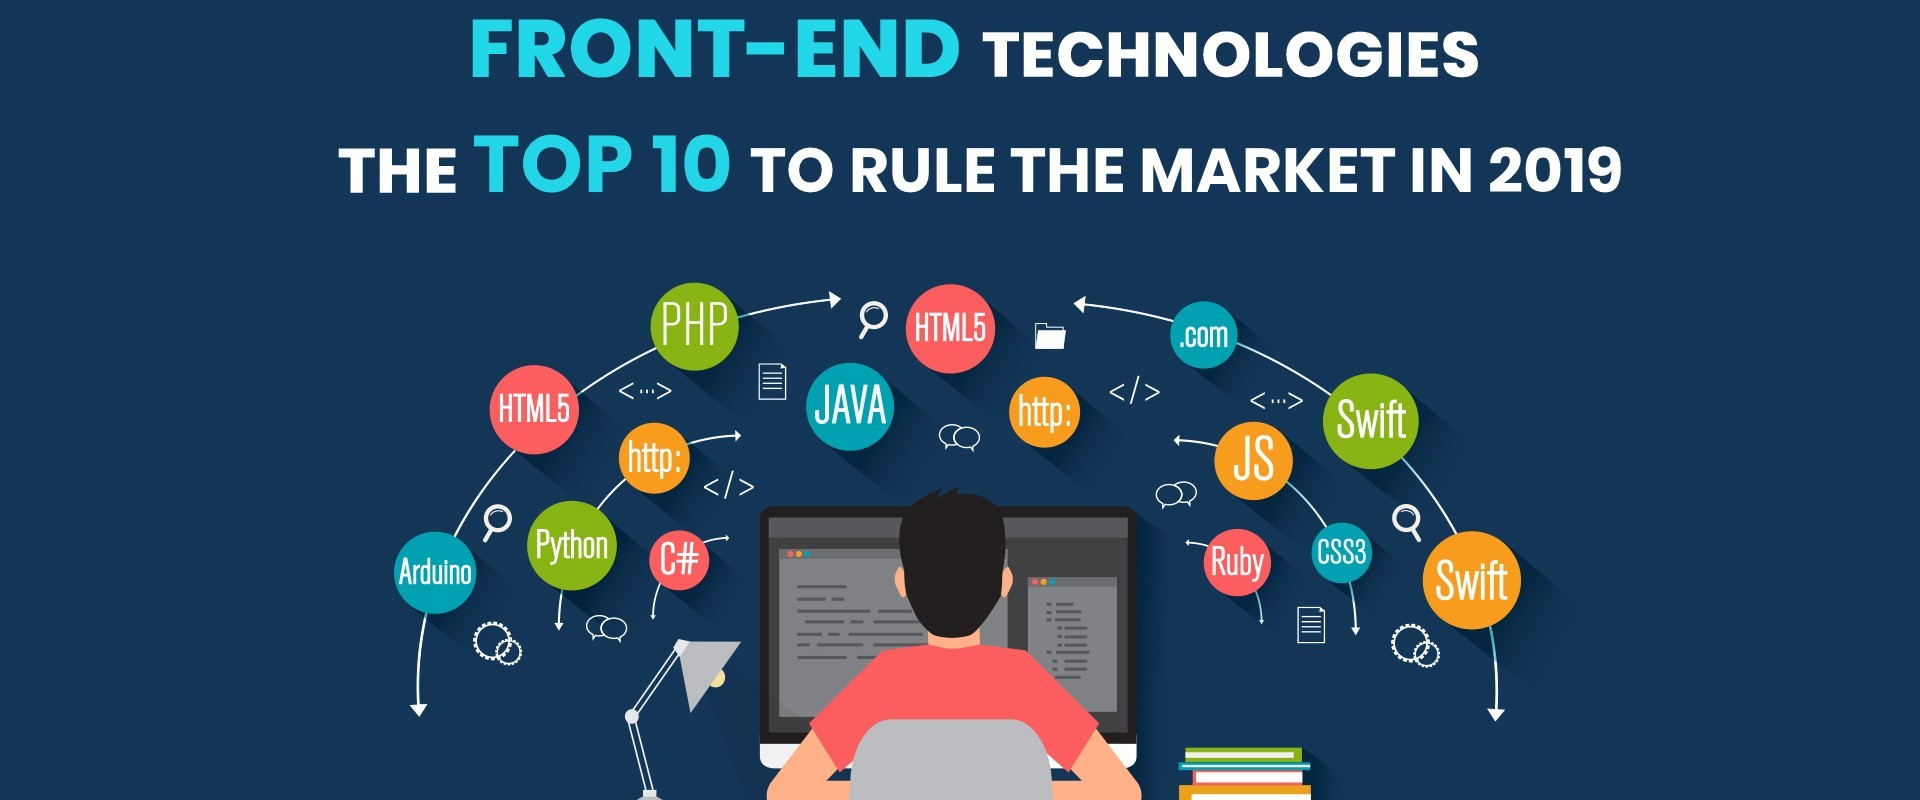 FRONT-END TECHNOLOGIES
THE TOP 10 TO RULE THE MARKET IN 2019
PHP
HTML5
.com
HTML5
JAVA
http:
Swift
http:
JS
Arduino
Python
C#
Ruby
CSS3
Swift
<···>
</>
<···>
</>